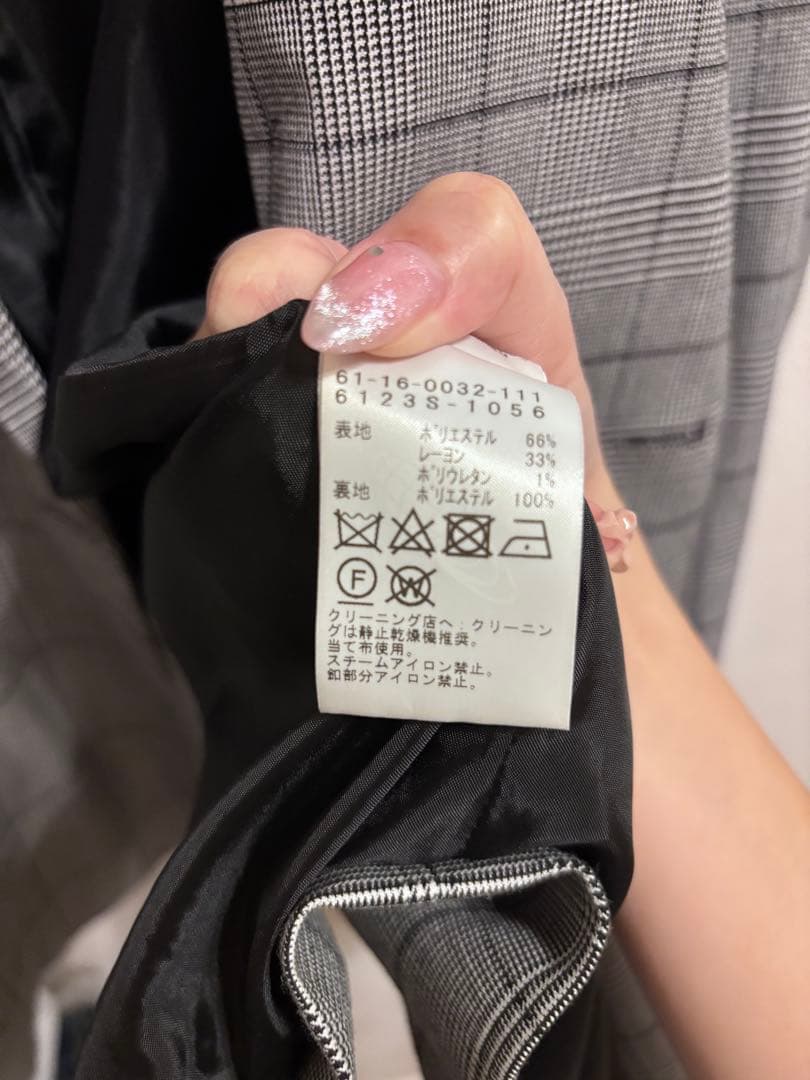 61-16-0032-111
6123S-1056
表地 ポリエステル 66%
レーヨン 33%
ポリウレタン 1%
裏地 ポリエステル 100%
F W
クリーニング店へ：クリーニン
グは静止乾燥機推奨。
当て布使用。
スチームアイロン禁止。
釦部分アイロン禁止。